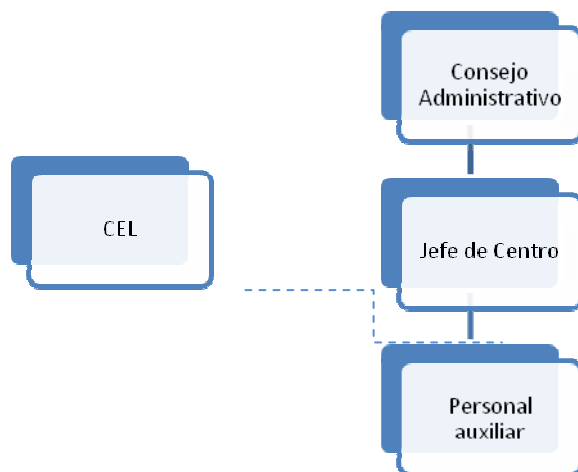 Consejo
Administrativo
CEL
Jefe de Centro
Personal
auxiliar